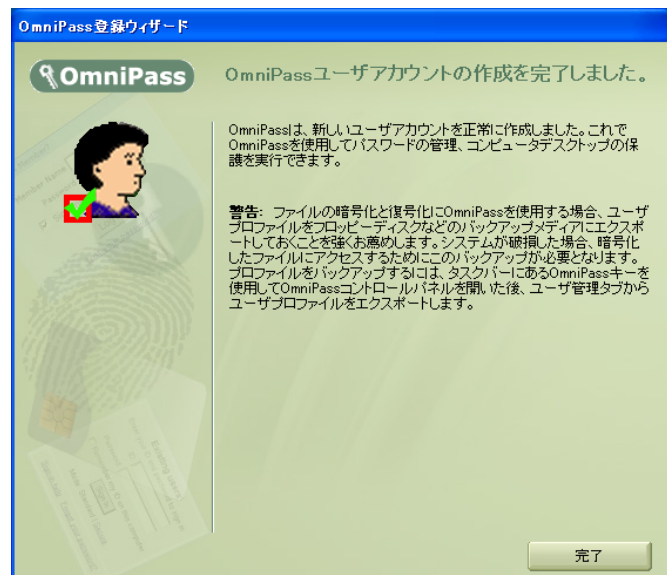 OmniPass登録ウィザード
OmniPass
OmniPassユーザアカウントの作成を完了しました。
OmniPassは、新しいユーザアカウントを正常に作成しました。これで
OmniPassを使用してパスワードの管理、コンピュータデスクトップの保
護を実行できます。
警告: ファイルの暗号化と復号化にOmniPassを使用する場合、ユーザ
プロファイルをフロッピーディスクなどのバックアップメディアにエクスポ
ートしておくことを強くお薦めします。システムが破損した場合、暗号化
したファイルにアクセスするためにこのバックアップが必要となります。
プロファイルをバックアップするには、タスクバーにあるOmniPassキーを
使用してOmniPassコントロールパネルを開いた後、ユーザ管理タブから
ユーザプロファイルをエクスポートします。
Existing Users
完了